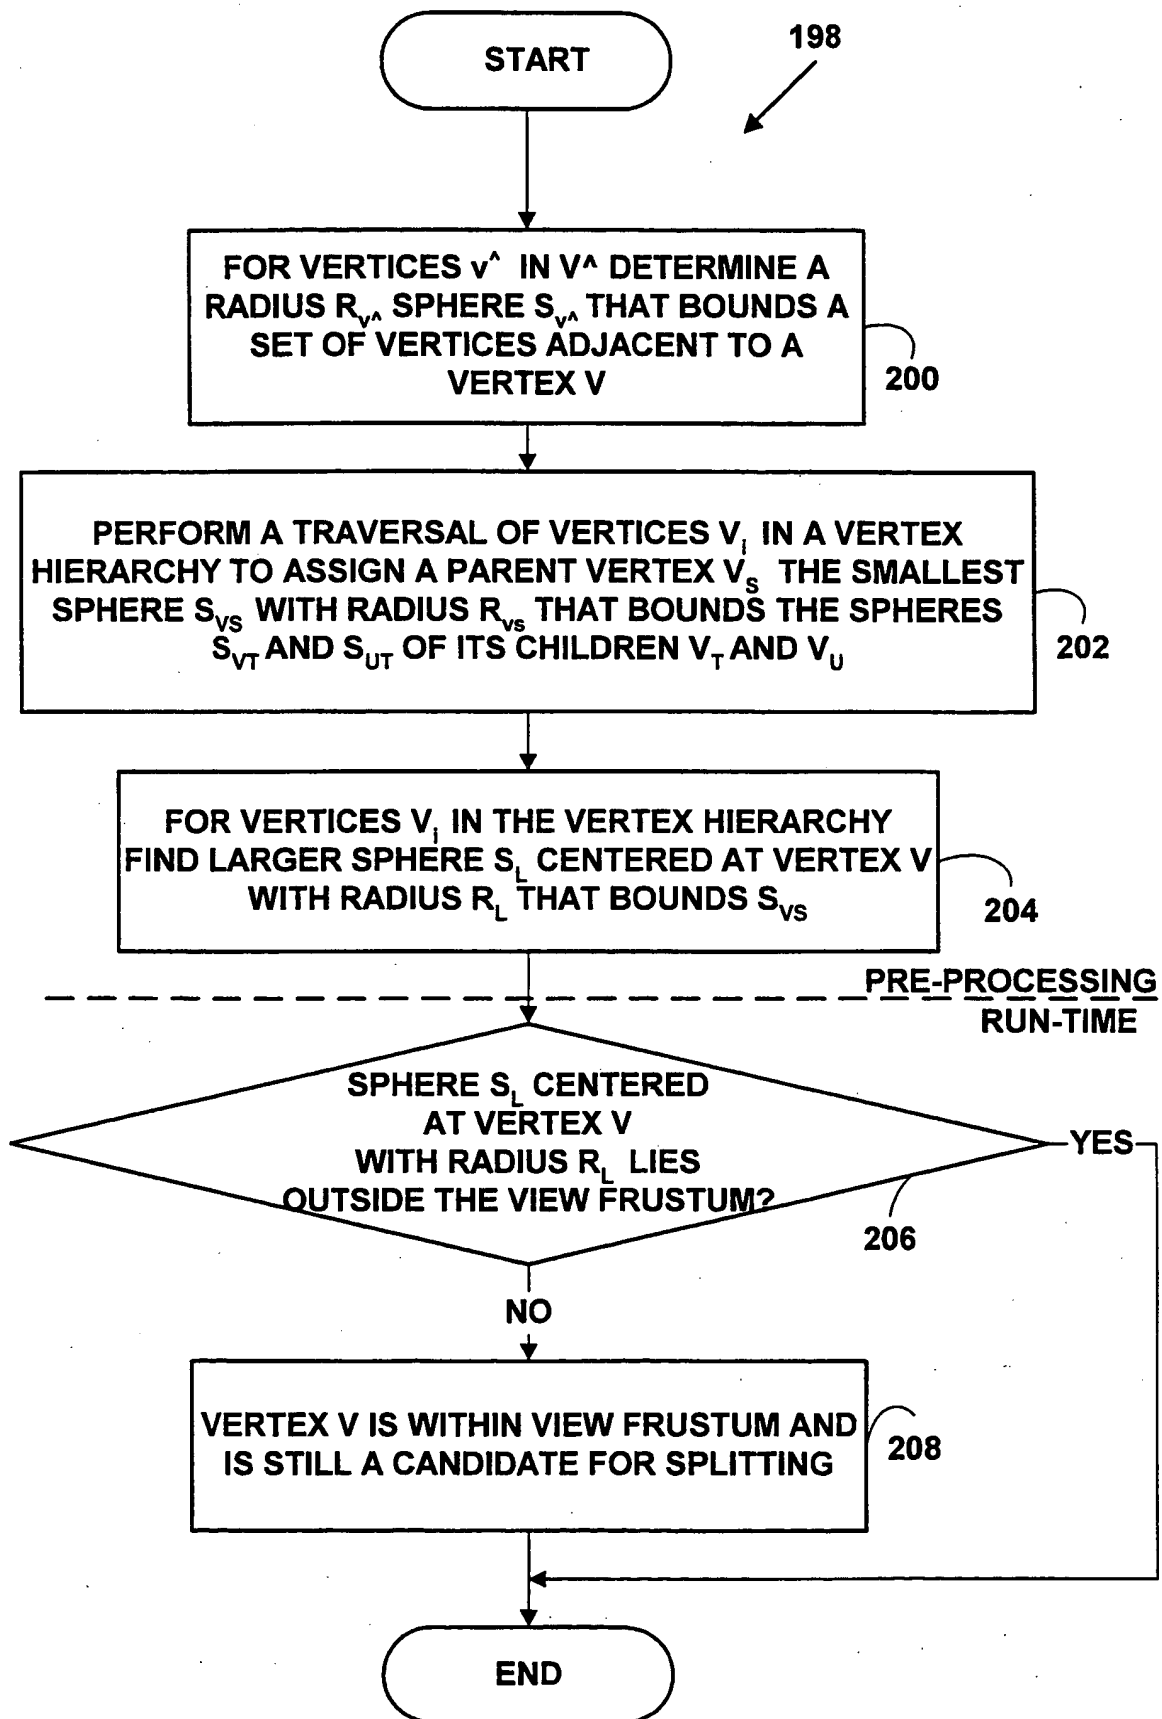 START
198
FOR VERTICES v^ IN V^ DETERMINE A
RADIUS Rv^ SPHERE Sv^ THAT BOUNDS A
SET OF VERTICES ADJACENT TO A
VERTEX V
200
PERFORM A TRAVERSAL OF VERTICES Vi IN A VERTEX
HIERARCHY TO ASSIGN A PARENT VERTEX VS THE SMALLEST
SPHERE SVS WITH RADIUS Rvs THAT BOUNDS THE SPHERES
SVT AND SUT OF ITS CHILDREN VT AND VU
202
FOR VERTICES Vi IN THE VERTEX HIERARCHY
FIND LARGER SPHERE SL CENTERED AT VERTEX V
WITH RADIUS RL THAT BOUNDS SVS
204
PRE-PROCESSING
RUN-TIME
SPHERE SL CENTERED
AT VERTEX V
WITH RADIUS RL LIES
OUTSIDE THE VIEW FRUSTUM?
YES
206
NO
VERTEX V IS WITHIN VIEW FRUSTUM AND
IS STILL A CANDIDATE FOR SPLITTING
208
END